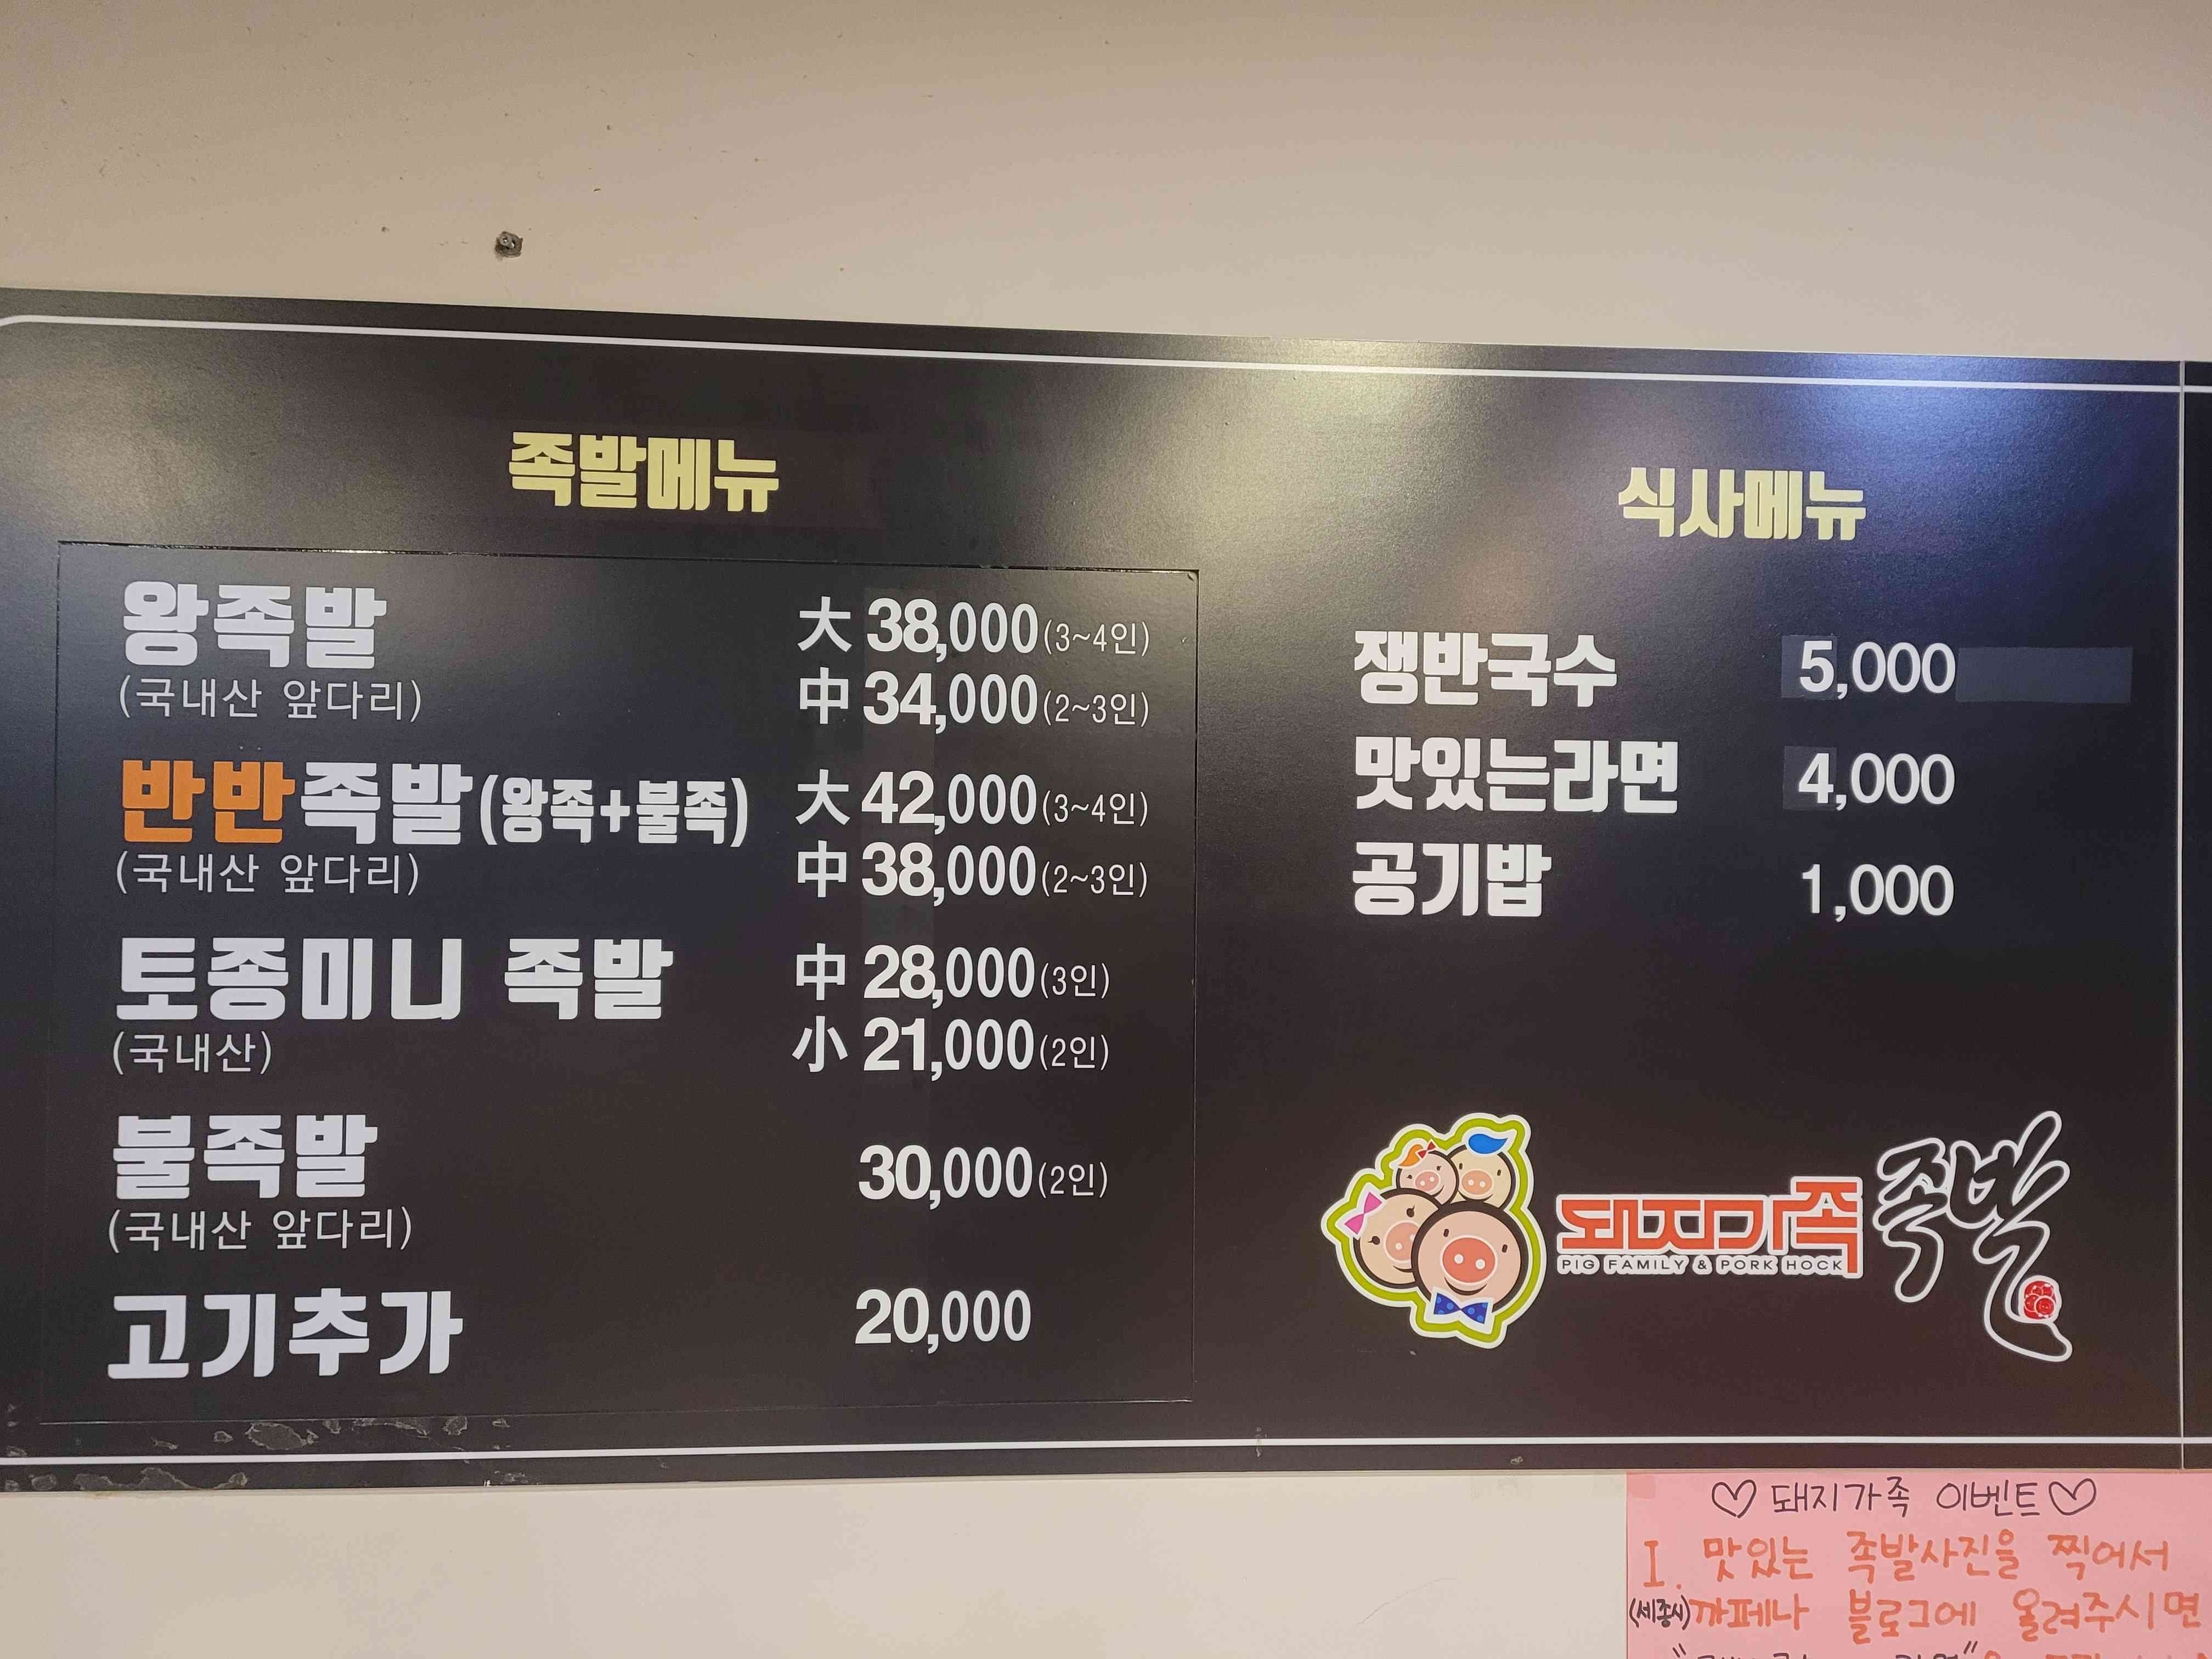 족발메뉴
왕족발 大 38,000(3~4인)
(국내산 앞다리) 中 34,000(2~3인)
반반족발(왕족+불족) 大 42,000(3~4인)
(국내산 앞다리) 中 38,000(2~3인)
토종미니 족발 中 28,000(3인)
(국내산) 小 21,000(2인)
불족발 30,000(2인)
(국내산 앞다리)
고기추가 20,000
식사메뉴
쟁반국수 5,000
맛있는라면 4,000
공기밥 1,000
돼지가족 족발
PIG FAMILY & PORK HOCK
♡돼지가족 이벤트♡
I. 맛있는 족발사진을 찍어서
(세종시)까페나 블로그에 올려주시면